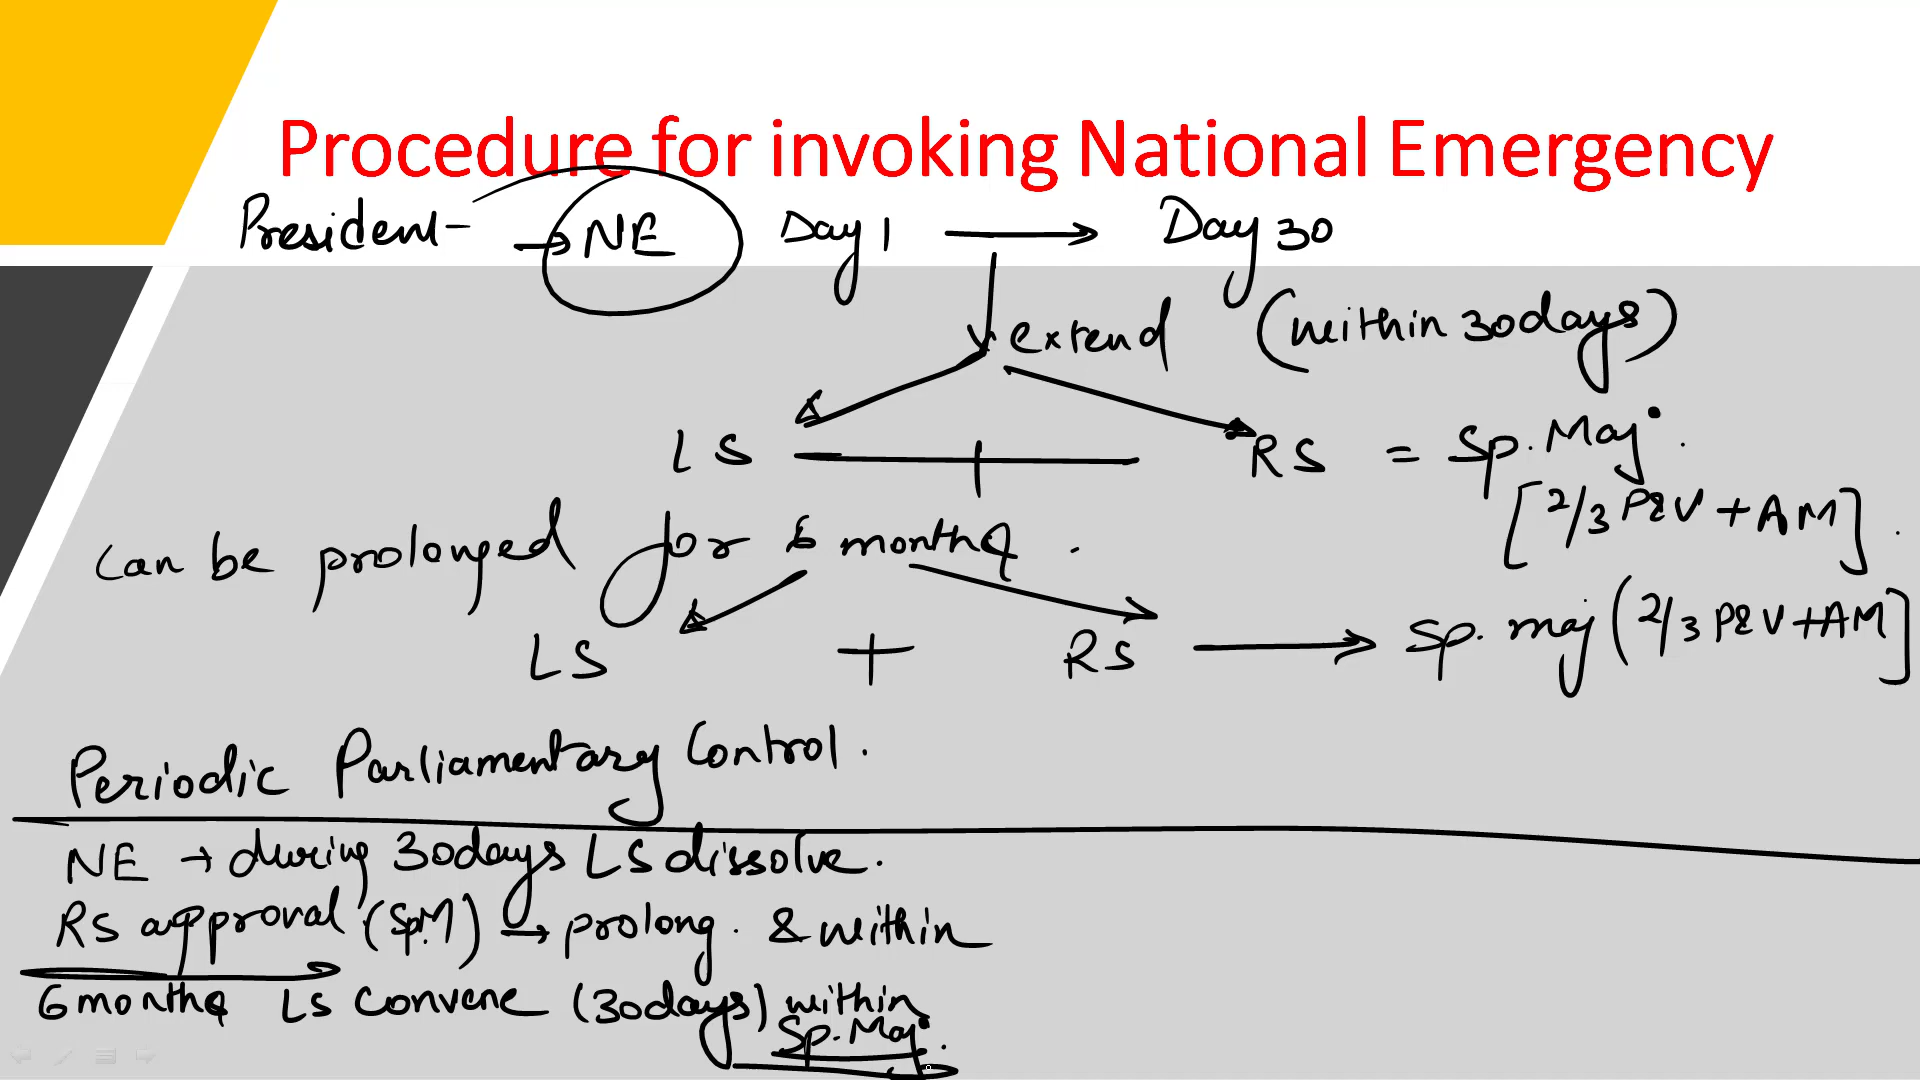 Procedure for invoking National Emergency
President → NE Day 1 → Day 30
extend (within 30days)
LS + RS = Sp. Maj.
[2/3 P&V + AM].
can be prolonged for 6 months.
LS + RS → Sp. maj (2/3 P&V+AM]
Periodic Parliamentary Control.
NE → during 30days LS dissolve.
RS approval (Sp.M) → prolong. & within
6 months LS convene (30days) within
Sp. Maj.